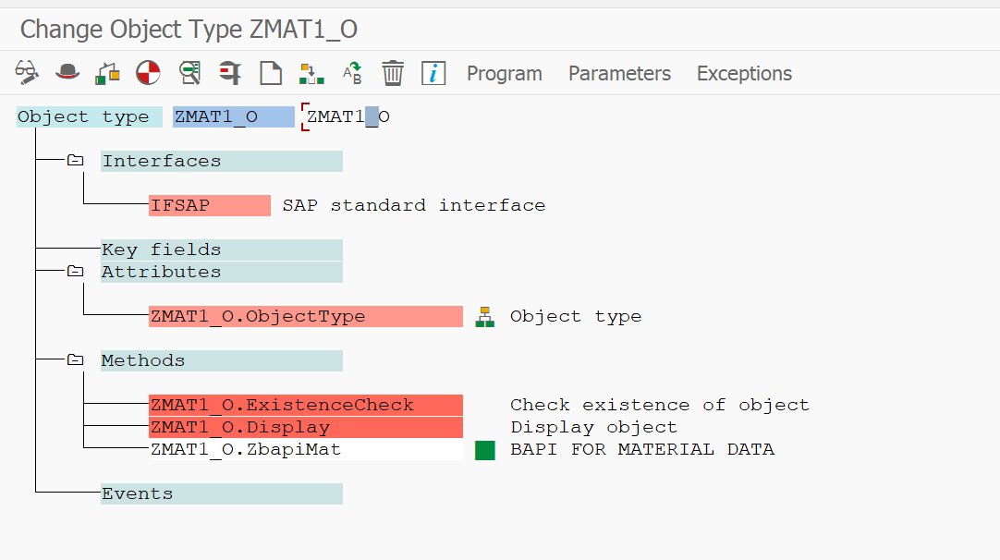 Change Object Type ZMAT1_O
Program Parameters Exceptions
Object type ZMAT1_O ZMAT1_O
Interfaces
IFSAP SAP standard interface
Key fields
Attributes
ZMAT1_O.ObjectType Object type
Methods
ZMAT1_O.ExistenceCheck Check existence of object
ZMAT1_O.Display Display object
ZMAT1_O.ZbapiMat BAPI FOR MATERIAL DATA
Events